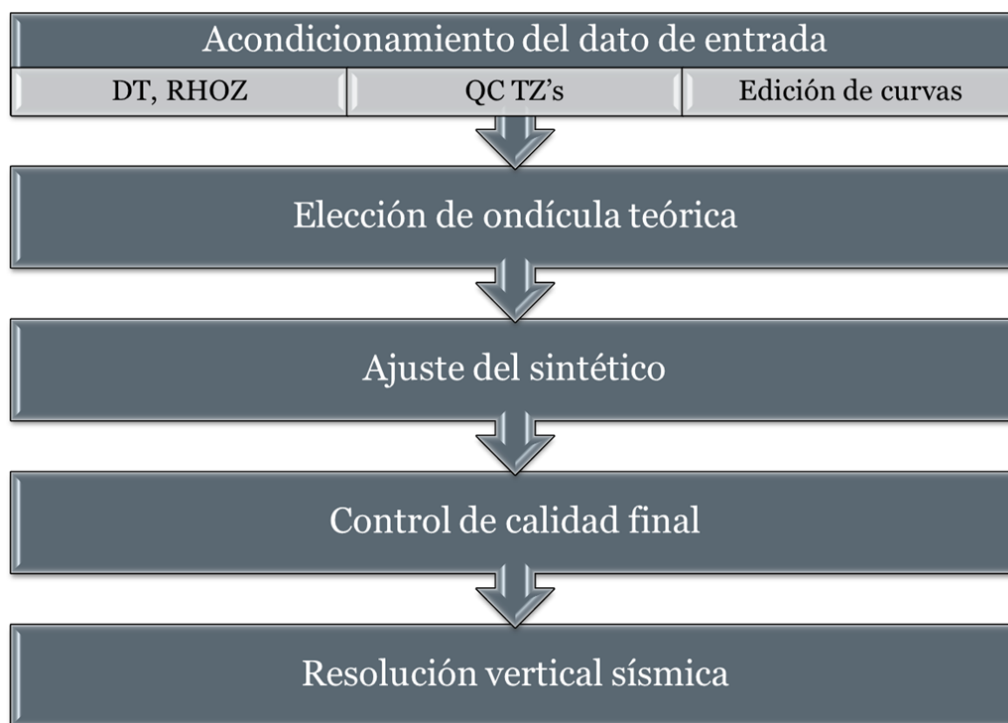 Acondicionamiento del dato de entrada
DT, RHOZ
QC TZ's
Edición de curvas
Elección de ondícula teórica
Ajuste del sintético
Control de calidad final
Resolución vertical sísmica